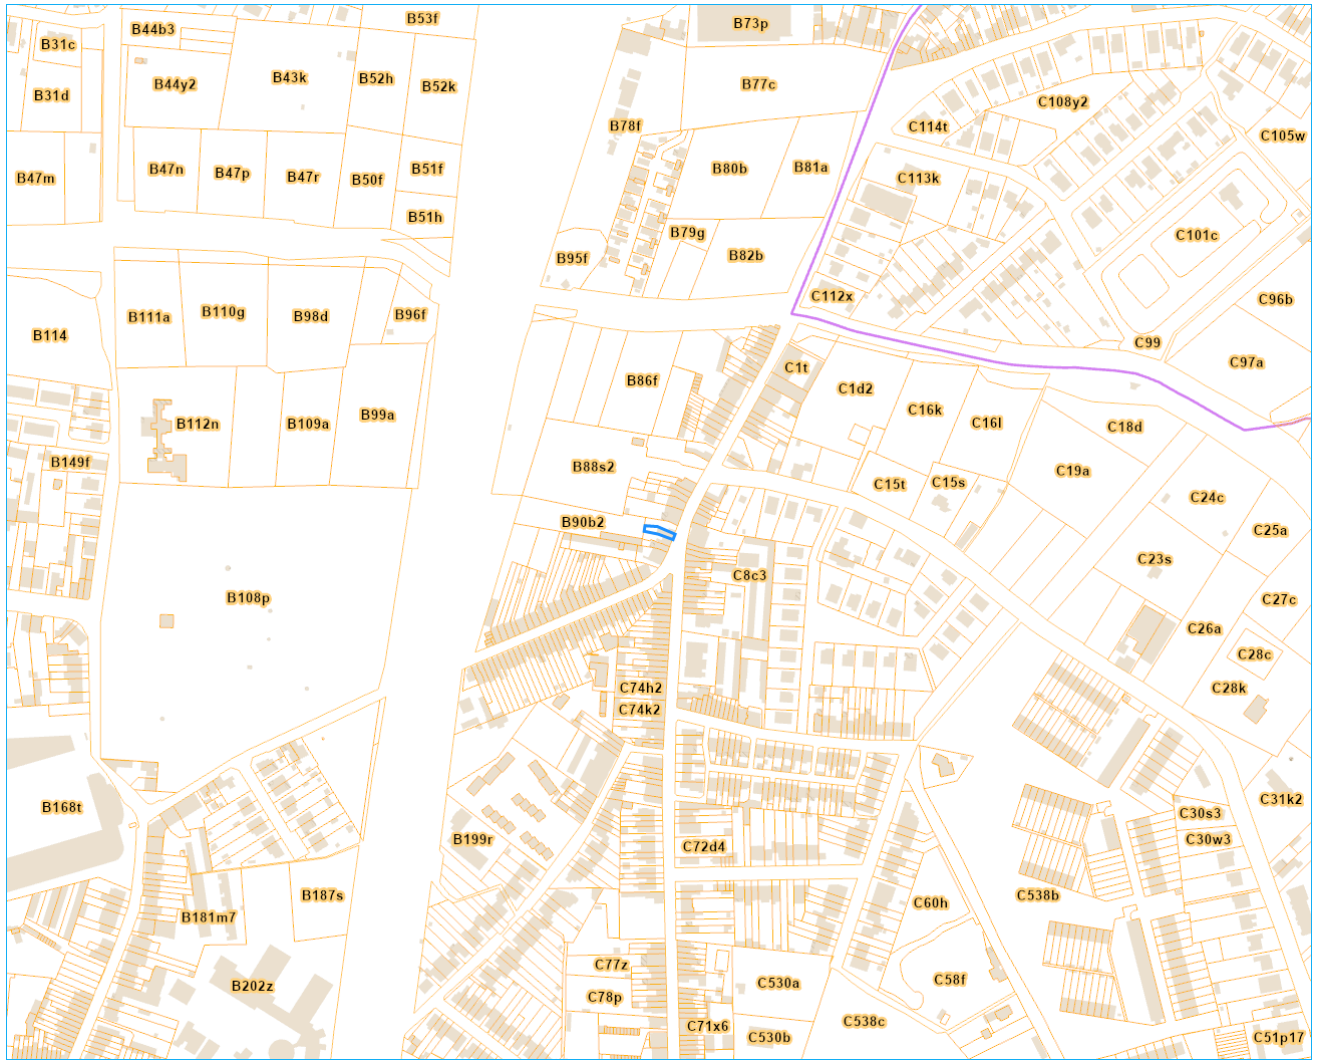 B53f
B73p
B44b3
B31c
B43k
B52h
B52k
B44y2
B77c
B31d
C108y2
B78f
C114t
C105w
B47m
B47n
B47p
B47r
B50f
B51f
B80b
B81a
C113k
B51h
B79g
C101c
B95f
B82b
C112x
C96b
B111a
B110g
B98d
B96f
B114
C99
C97a
C1t
B86f
C1d2
C16k
C16l
B112n
B109a
B99a
C18d
B149f
B88s2
C19a
C15t
C15s
C24c
B90b2
C25a
C23s
C8c3
B108p
C27c
C26a
C28c
C74h2
C28k
C74k2
B168t
C31k2
C30s3
B199r
C72d4
C30w3
B187s
C538b
C60h
B181m7
C77z
B202z
C530a
C58f
C78p
C538c
C71x6
C530b
C51p17